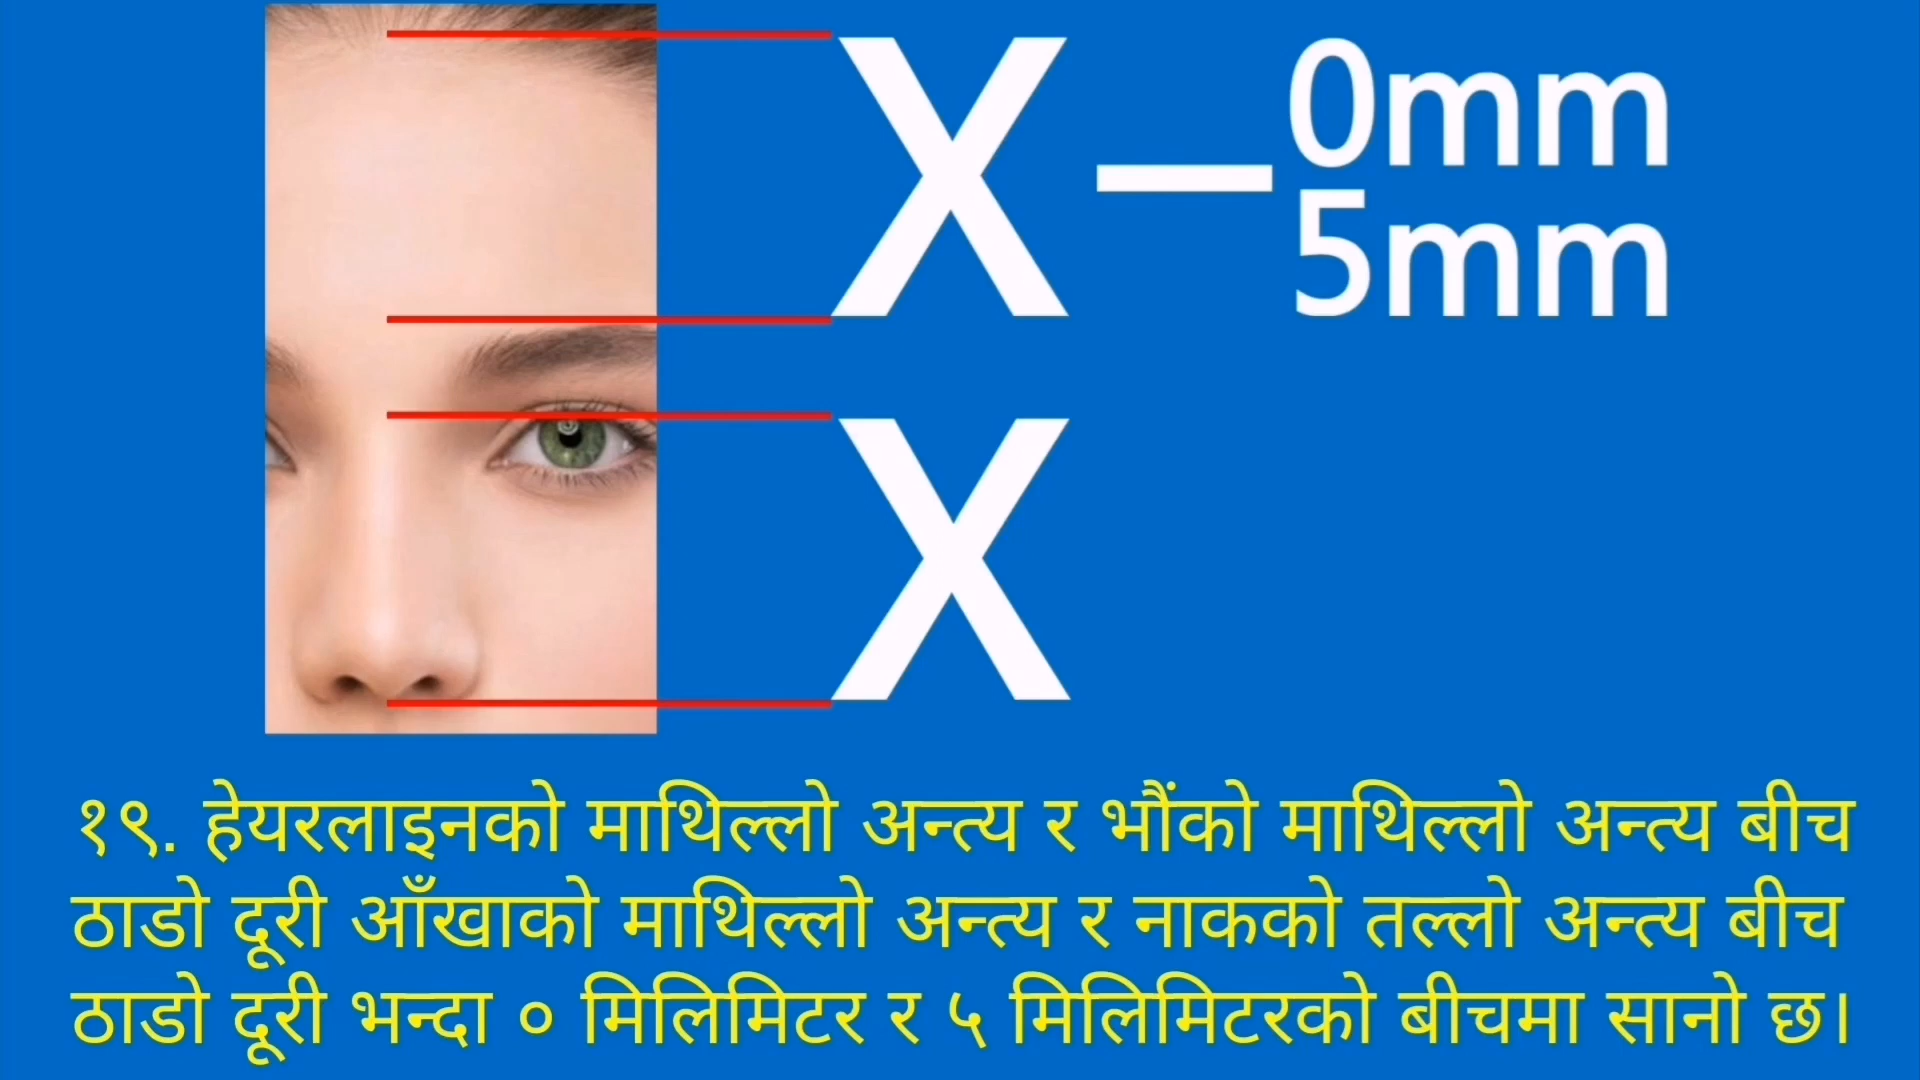 X — 0mm
5mm
X
१९. हेयरलाइनको माथिल्लो अन्त्य र भौंको माथिल्लो अन्त्य बीच
ठाडो दूरी आँखाको माथिल्लो अन्त्य र नाकको तल्लो अन्त्य बीच
ठाडो दूरी भन्दा ० मिलिमिटर र ५ मिलिमिटरको बीचमा सानो छ।